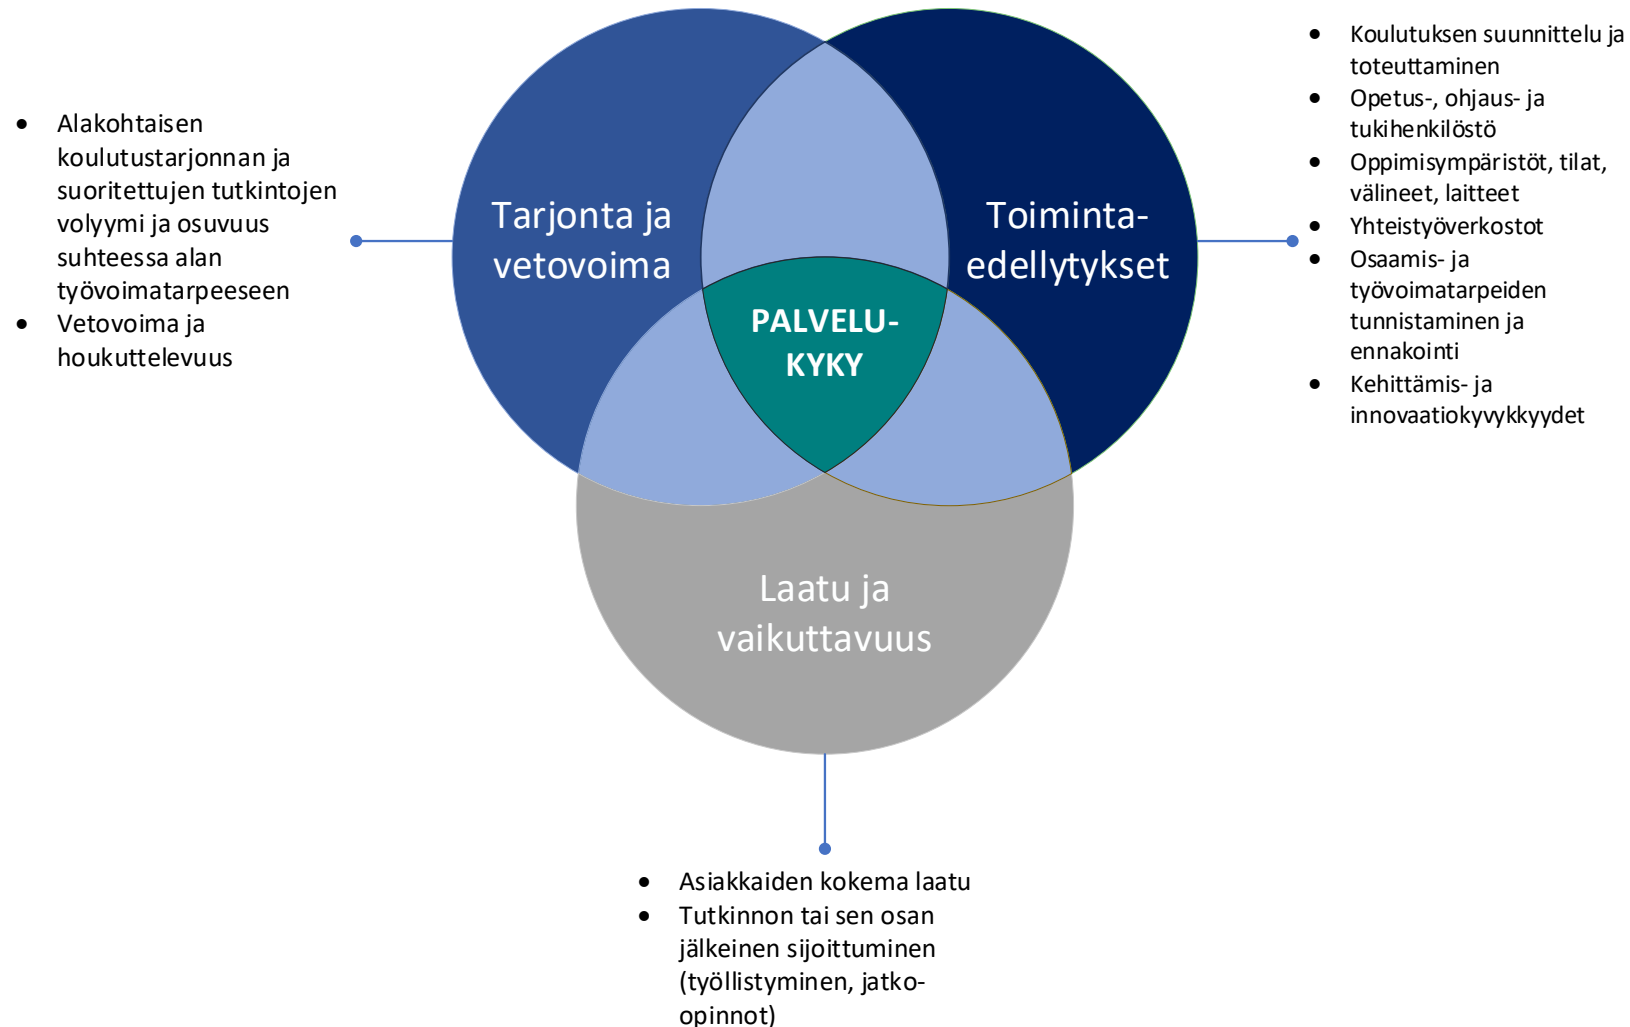 • Alakohtaisen
koulutustarjonnan ja
suoritettujen tutkintojen
volyymi ja osuvuus
suhteessa alan
työvoimatarpeeseen
• Vetovoima ja
houkuttelevuus
Tarjonta ja
vetovoima
Toiminta-
edellytykset
PALVELU-
KYKY
Laatu ja
vaikuttavuus
• Koulutuksen suunnittelu ja
toteuttaminen
• Opetus-, ohjaus- ja
tukihenkilöstö
• Oppimisympäristöt, tilat,
välineet, laitteet
• Yhteistyöverkostot
• Osaamis- ja
työvoimatarpeiden
tunnistaminen ja
ennakointi
• Kehittämis- ja
innovaatiokyvykkyydet
• Asiakkaiden kokema laatu
• Tutkinnon tai sen osan
jälkeinen sijoittuminen
(työllistyminen, jatko-
opinnot)